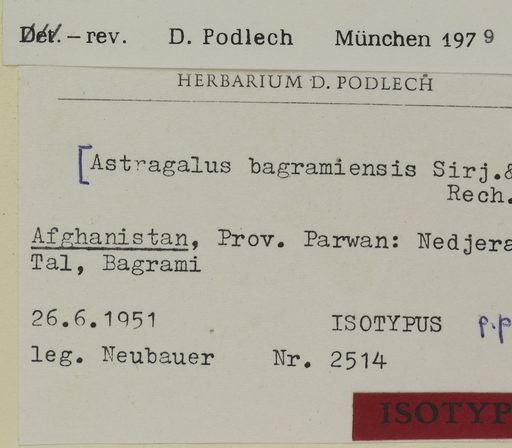 Det. – rev. D. Podlech München 1979
HERBARIUM D. PODLECH
[Astragalus bagramiensis Sirj.&
Rech.
Afghanistan, Prov. Parwan: Nedjera
Tal, Bagrami
26.6.1951 ISOTYPUS p.p
leg. Neubauer Nr. 2514
ISOTYP